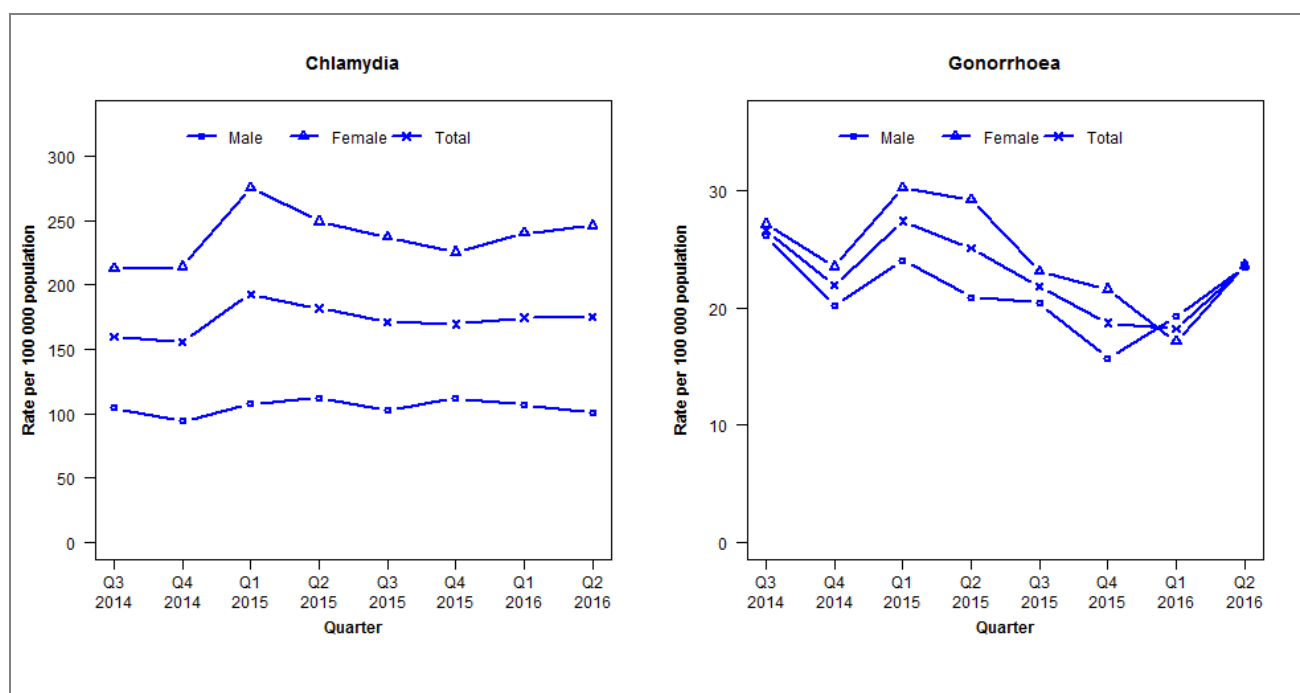 Chlamydia
Male Female Total
300
250
200
150
100
50
0
Rate per 100 000 population
Q3 Q4 Q1 Q2 Q3 Q4 Q1 Q2
2014 2014 2015 2015 2015 2015 2016 2016
Quarter
Gonorrhoea
Male Female Total
30
20
10
0
Rate per 100 000 population
Q3 Q4 Q1 Q2 Q3 Q4 Q1 Q2
2014 2014 2015 2015 2015 2015 2016 2016
Quarter